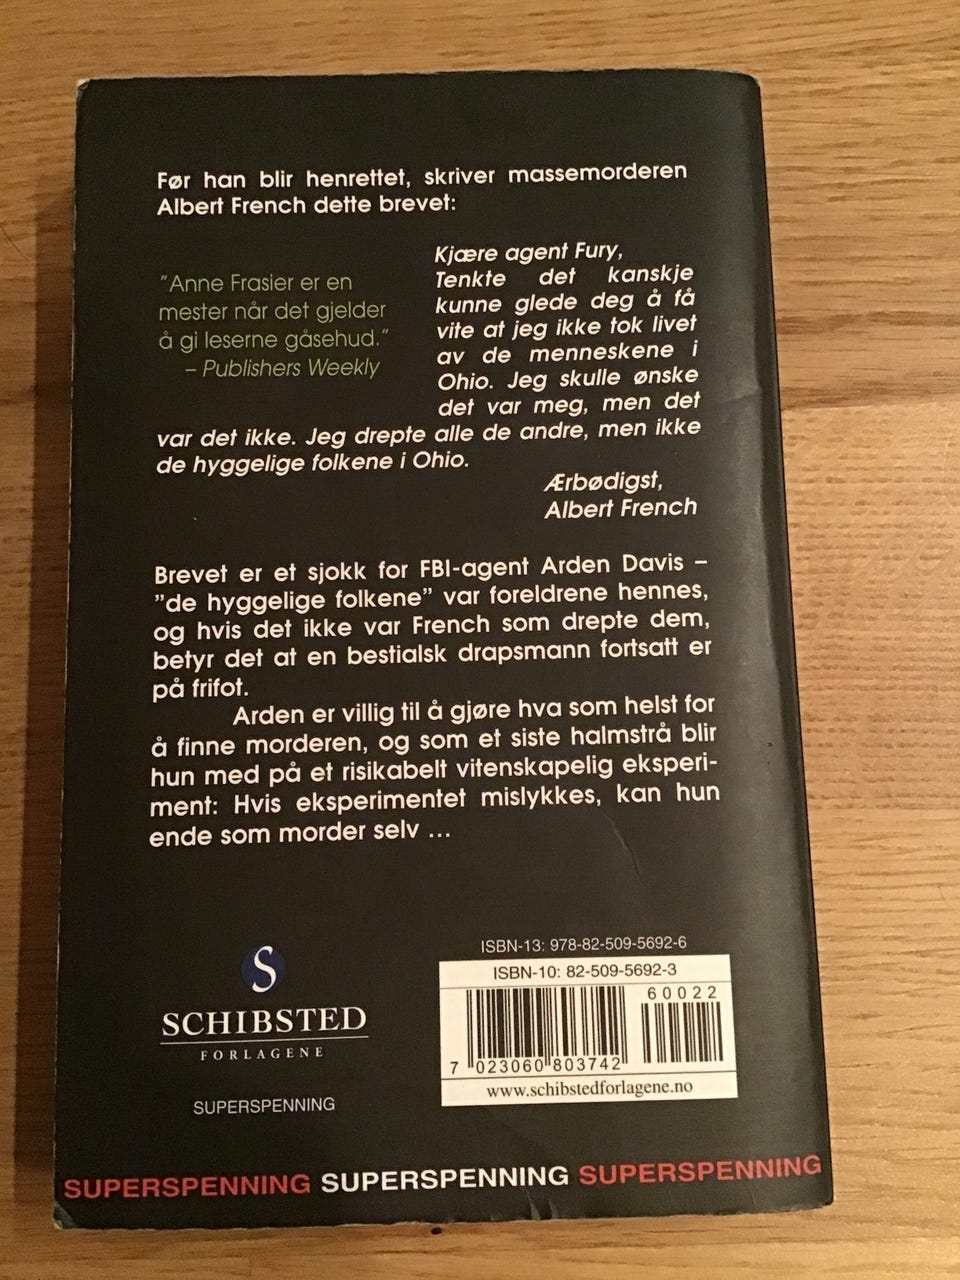 Før han blir henrettet, skriver massemorderen
Albert French dette brevet:
"Anne Frasier er en
mester når det gjelder
å gi leserne gåsehud."
– Publishers Weekly
Kjære agent Fury,
Tenkte det kanskje
kunne glede deg å få
vite at jeg ikke tok livet
av de menneskene i
Ohio. Jeg skulle ønske
det var meg, men det
var det ikke. Jeg drepte alle de andre, men ikke
de hyggelige folkene i Ohio.
Ærbødigst,
Albert French
Brevet er et sjokk for FBI-agent Arden Davis –
"de hyggelige folkene" var foreldrene hennes,
og hvis det ikke var French som drepte dem,
betyr det at en bestialsk drapsmann fortsatt er
på frifot.
Arden er villig til å gjøre hva som helst for
å finne morderen, og som et siste halmstrå blir
hun med på et risikabelt vitenskapelig eksperi-
ment: Hvis eksperimentet mislykkes, kan hun
ende som morder selv ...
S
SCHIBSTED
FORLAGENE
SUPERSPENNING
ISBN-13: 978-82-509-5692-6
ISBN-10: 82-509-5692-3
60022
7 023060 803742
www.schibstedforlagene.no
SUPERSPENNING SUPERSPENNING SUPERSPENNING